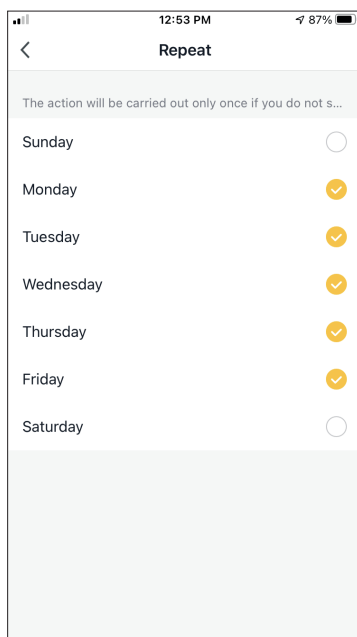 12:53 PM 87%
Repeat
The action will be carried out only once if you do not s...
Sunday
Monday
Tuesday
Wednesday
Thursday
Friday
Saturday